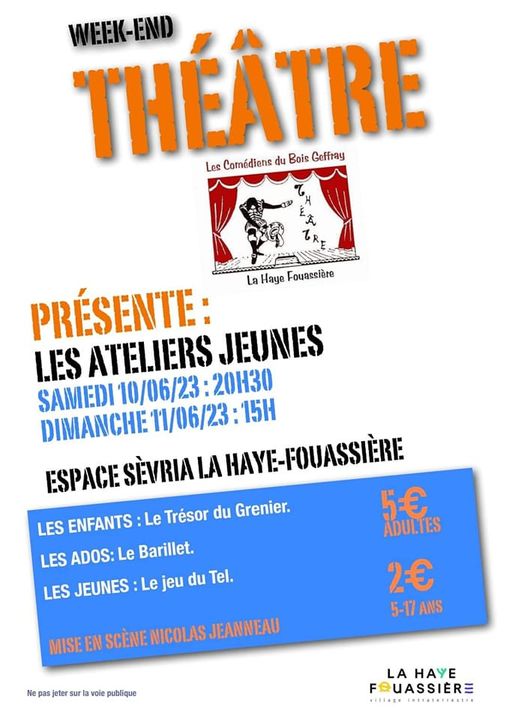 WEEK-END
THÉÂTRE
Les Comédiens du Bois Geffray
THÉATRE
La Haye Fouassière
PRÉSENTE :
LES ATELIERS JEUNES
SAMEDI 10/06/23 : 20H30
DIMANCHE 11/06/23 : 15H
ESPACE SÈVRIA LA HAYE-FOUASSIÈRE
LES ENFANTS : Le Trésor du Grenier.
LES ADOS: Le Barillet.
LES JEUNES : Le jeu du Tel.
5€
ADULTES
2€
5-17 ANS
MISE EN SCÈNE NICOLAS JEANNEAU
Ne pas jeter sur la voie publique
LA HAYE
FOUASSIÈRE
village intraterrestre